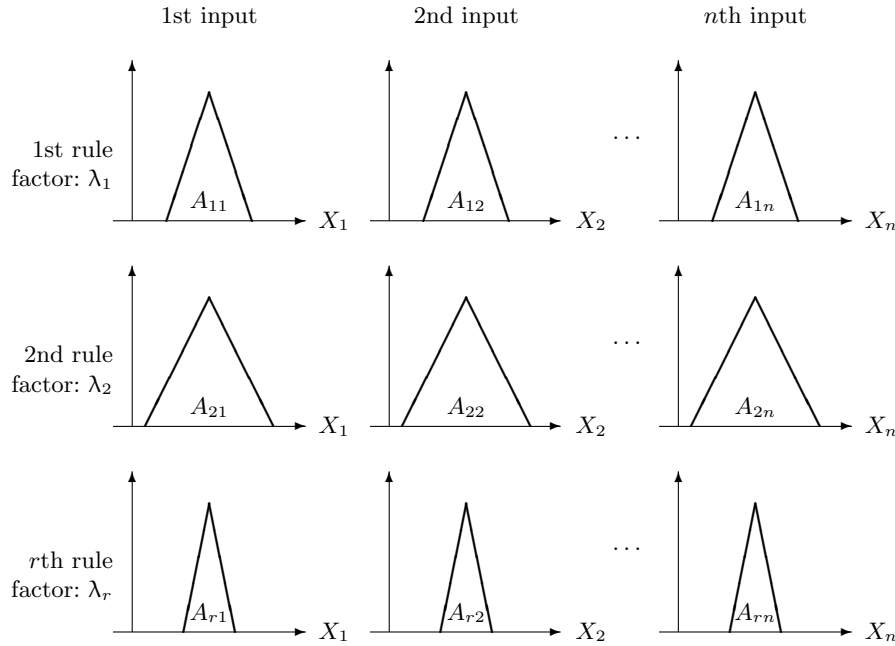 1st input 2nd input nth input
1st rule
factor: λ₁
A₁₁ A₁₂ ... A₁ₙ
X₁ X₂ Xₙ
2nd rule
factor: λ₂
A₂₁ A₂₂ ... A₂ₙ
X₁ X₂ Xₙ
rth rule
factor: λᵣ
Aᵣ₁ Aᵣ₂ ... Aᵣₙ
X₁ X₂ Xₙ